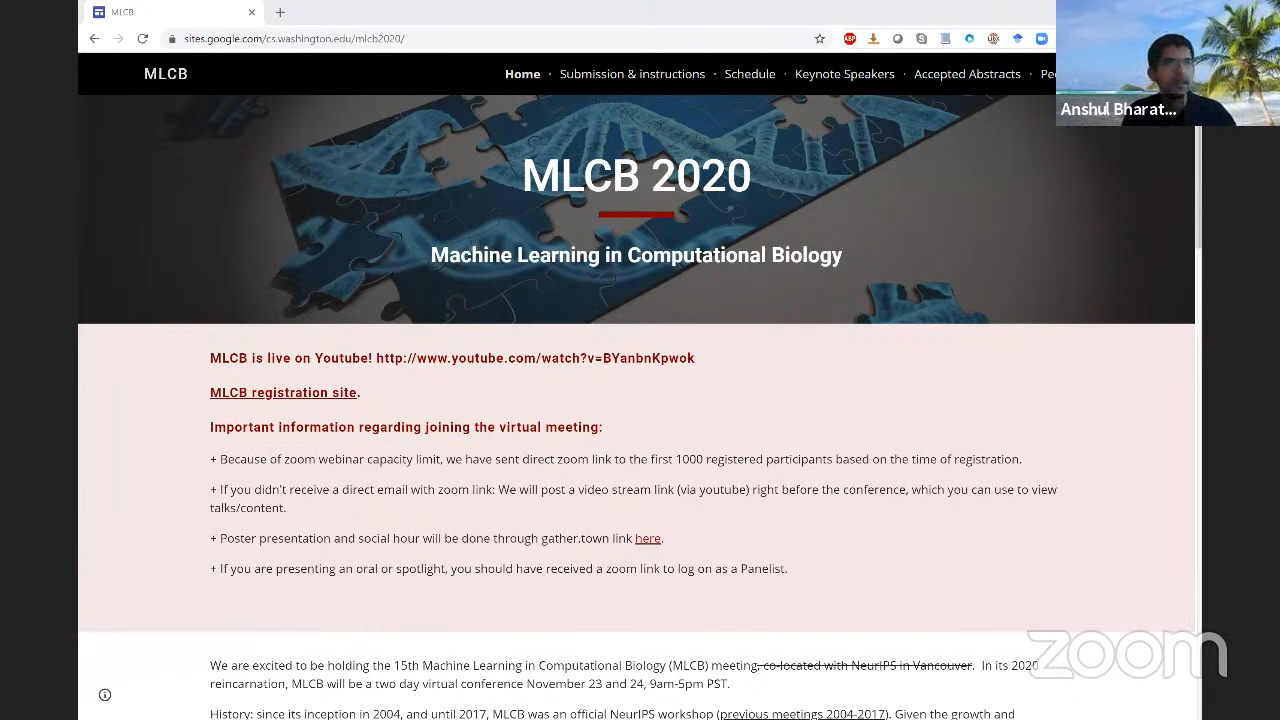 MLCB
sites.google.com/cs.washington.edu/mlcb2020/
ABP
MLCB
Home · Submission & instructions · Schedule · Keynote Speakers · Accepted Abstracts ·
Anshul Bharat...
MLCB 2020
Machine Learning in Computational Biology
MLCB is live on Youtube! http://www.youtube.com/watch?v=BYanbnKpwok
MLCB registration site.
Important information regarding joining the virtual meeting:
+ Because of zoom webinar capacity limit, we have sent direct zoom link to the first 1000 registered participants based on the time of registration.
+ If you didn't receive a direct email with zoom link: We will post a video stream link (via youtube) right before the conference, which you can use to view
talks/content.
+ Poster presentation and social hour will be done through gather.town link here.
+ If you are presenting an oral or spotlight, you should have received a zoom link to log on as a Panelist.
zoom
We are excited to be holding the 15th Machine Learning in Computational Biology (MLCB) meeting, co-located with NeurIPS in Vancouver. In its 2020
reincarnation, MLCB will be a two day virtual conference November 23 and 24, 9am-5pm PST.
History: since its inception in 2004, and until 2017, MLCB was an official NeurIPS workshop (previous meetings 2004-2017). Given the growth and